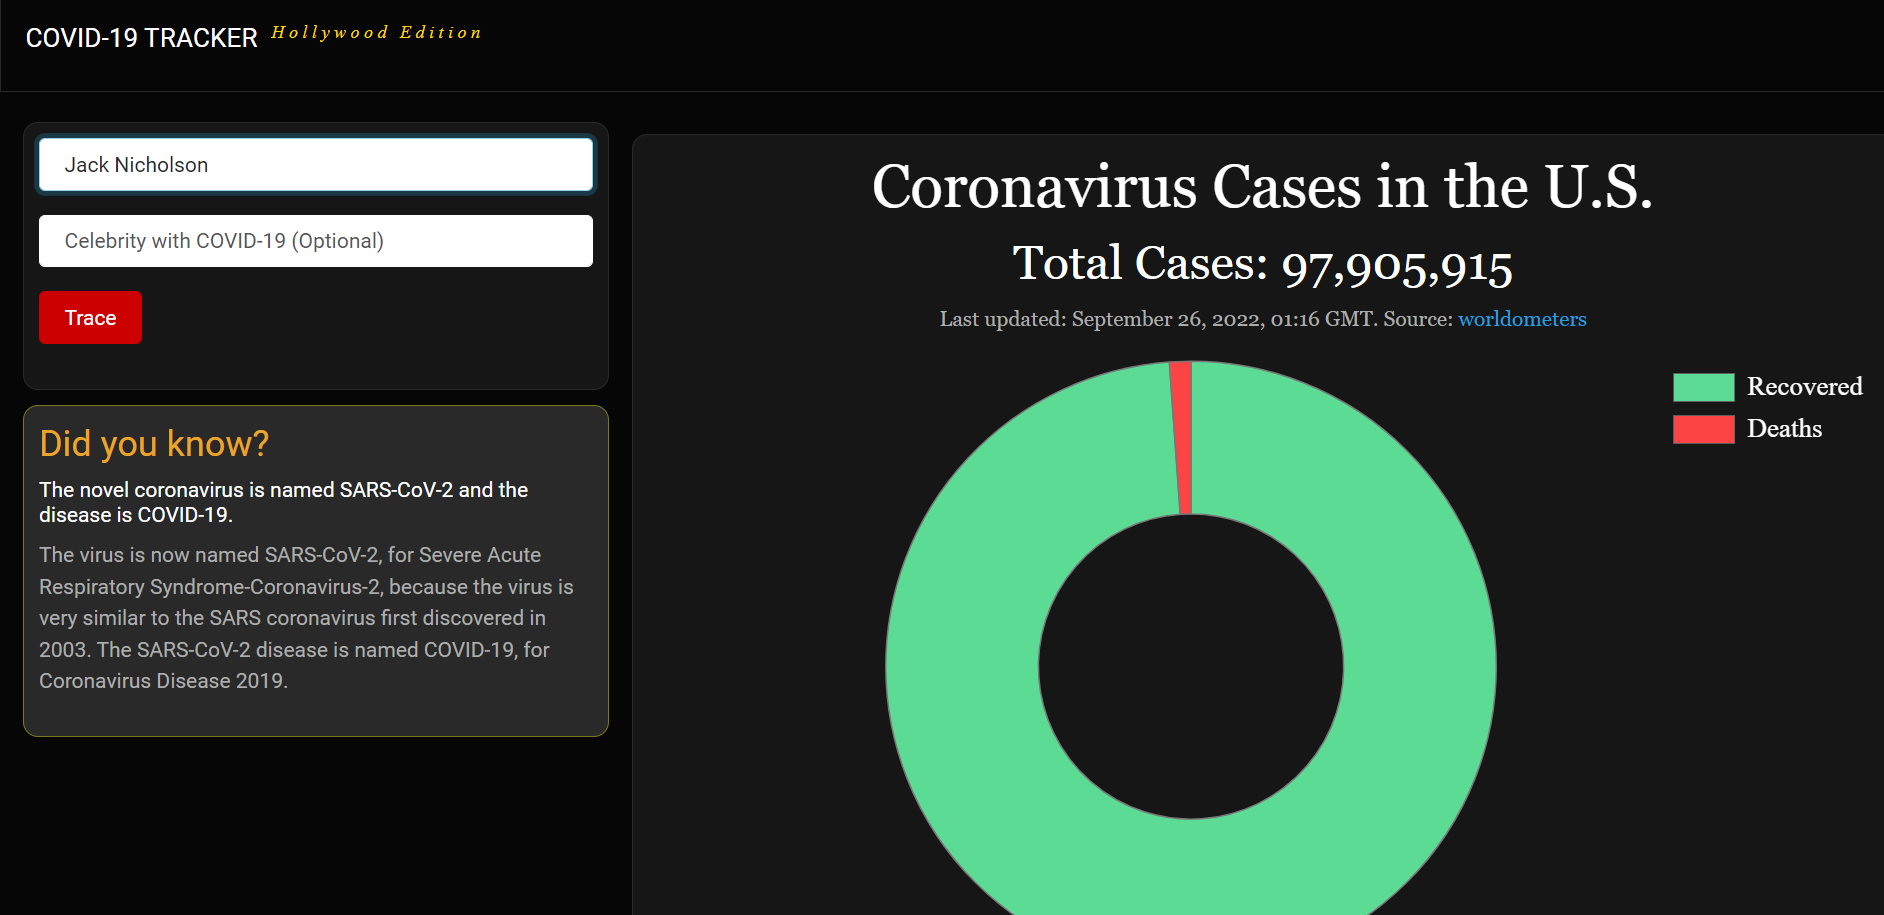 COVID-19 TRACKER Hollywood Edition
Jack Nicholson
Celebrity with COVID-19 (Optional)
Trace
Did you know?
The novel coronavirus is named SARS-CoV-2 and the
disease is COVID-19.
The virus is now named SARS-CoV-2, for Severe Acute
Respiratory Syndrome-Coronavirus-2, because the virus is
very similar to the SARS coronavirus first discovered in
2003. The SARS-CoV-2 disease is named COVID-19, for
Coronavirus Disease 2019.
Coronavirus Cases in the U.S.
Total Cases: 97,905,915
Last updated: September 26, 2022, 01:16 GMT. Source: worldometers
Recovered
Deaths